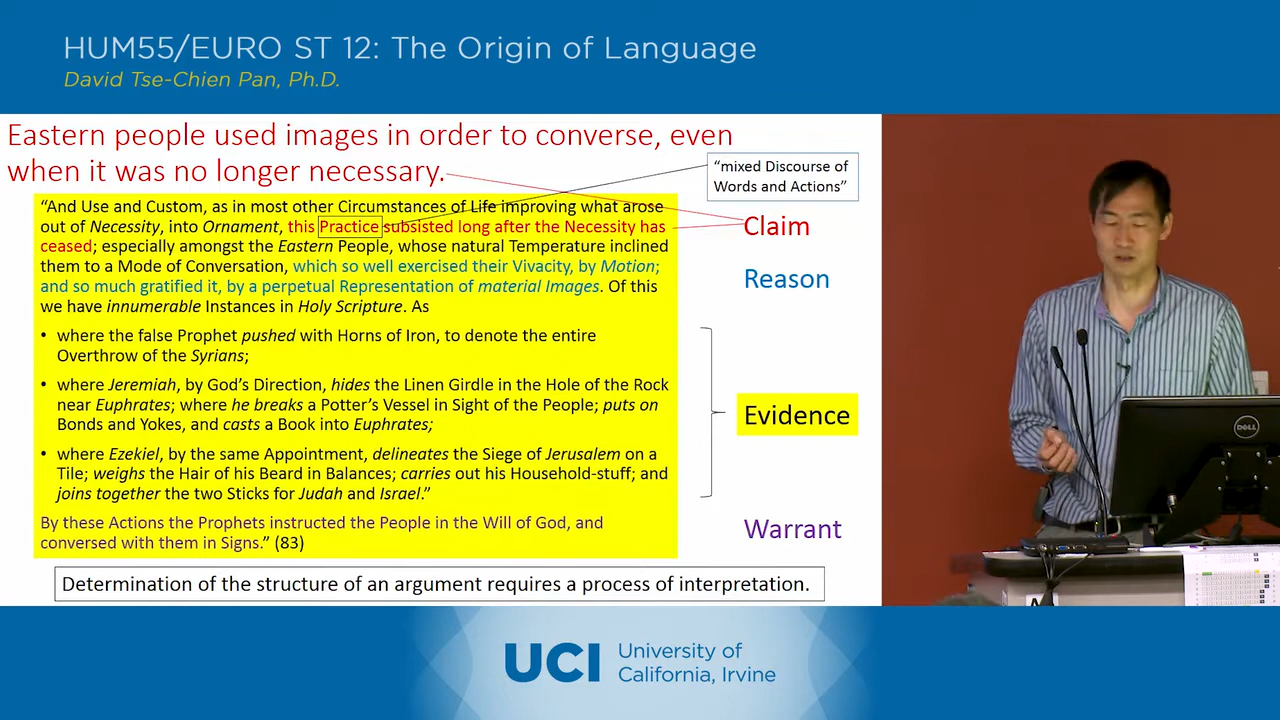 HUM55/EURO ST 12: The Origin of Language
David Tse-Chien Pan, Ph.D.
Eastern people used images in order to converse, even
when it was no longer necessary.
“mixed Discourse of
Words and Actions”
“And Use and Custom, as in most other Circumstances of Life improving what arose
out of Necessity, into Ornament, this Practice subsisted long after the Necessity has
ceased; especially amongst the Eastern People, whose natural Temperature inclined
them to a Mode of Conversation, which so well exercised their Vivacity, by Motion;
and so much gratified it, by a perpetual Representation of material Images. Of this
we have innumerable Instances in Holy Scripture. As
• where the false Prophet pushed with Horns of Iron, to denote the entire
Overthrow of the Syrians;
• where Jeremiah, by God’s Direction, hides the Linen Girdle in the Hole of the Rock
near Euphrates; where he breaks a Potter’s Vessel in Sight of the People; puts on
Bonds and Yokes, and casts a Book into Euphrates;
• where Ezekiel, by the same Appointment, delineates the Siege of Jerusalem on a
Tile; weighs the Hair of his Beard in Balances; carries out his Household-stuff; and
joins together the two Sticks for Judah and Israel.”
By these Actions the Prophets instructed the People in the Will of God, and
conversed with them in Signs.” (83)
Claim
Reason
Evidence
Warrant
Determination of the structure of an argument requires a process of interpretation.
DELL
UCI
University of
California, Irvine